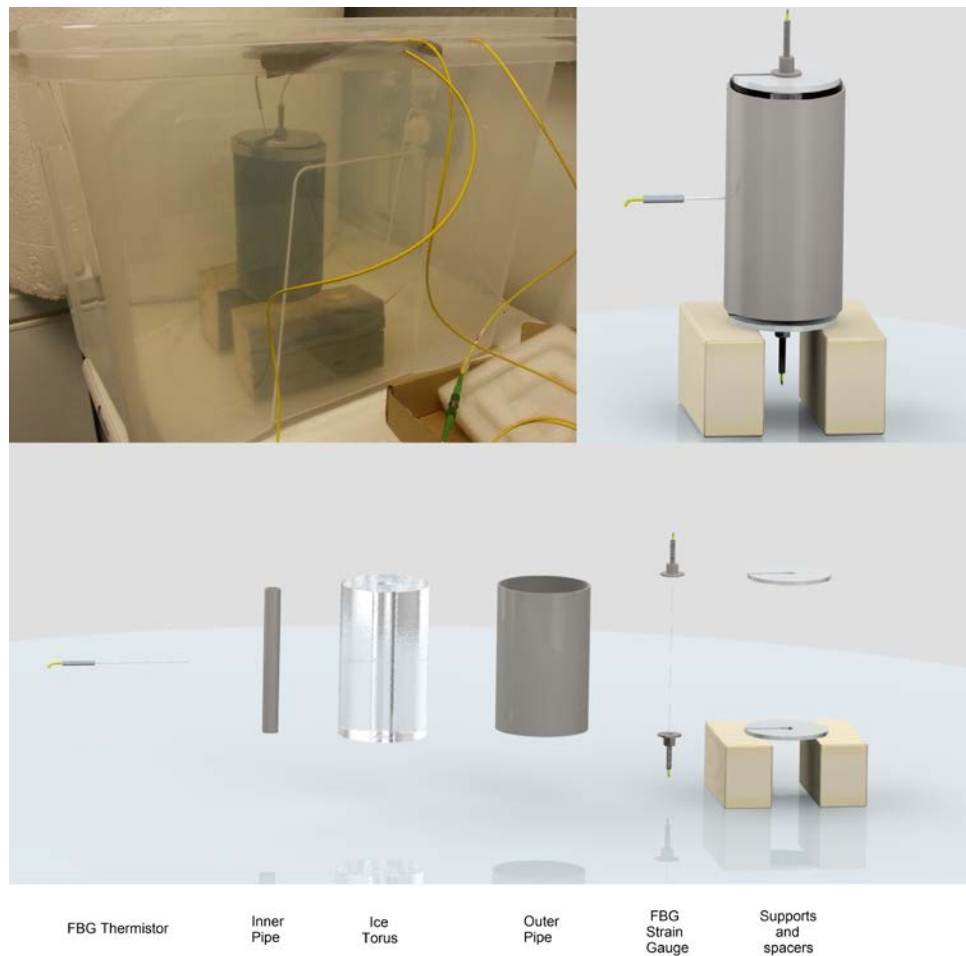 FBG Thermistor
Inner
Pipe
Ice
Torus
Outer
Pipe
FBG
Strain
Gauge
Supports
and
spacers